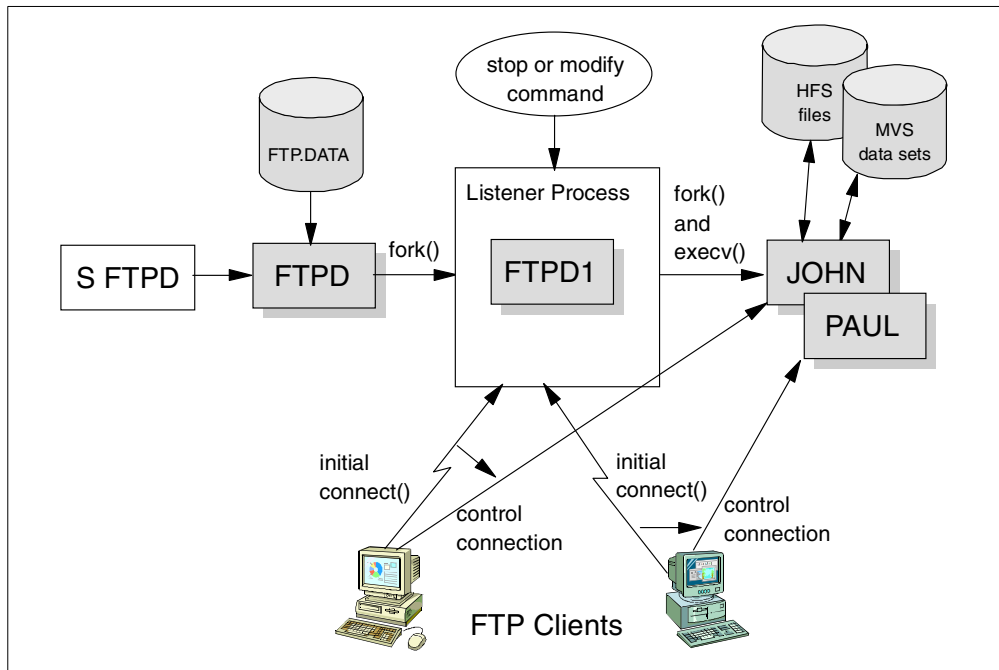 stop or modify
command
HFS
files
MVS
data sets
FTP.DATA
Listener Process
fork()
and
execv()
fork()
S FTPD
FTPD
FTPD1
JOHN
PAUL
initial
connect()
control
connection
initial
connect()
control
connection
FTP Clients